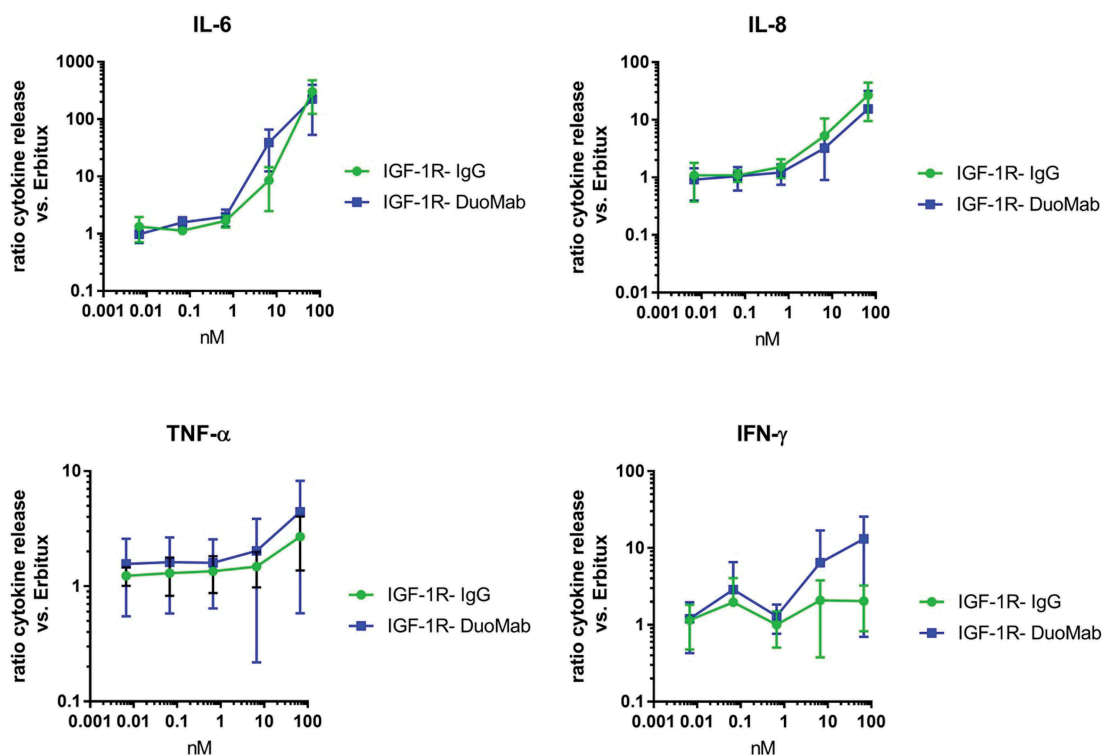 IL-6
ratio cytokine release
vs. Erbitux
1000
100
10
1
0.1
0.001 0.01 0.1 1 10 100
nM
IGF-1R- IgG
IGF-1R- DuoMab
IL-8
ratio cytokine release
vs. Erbitux
100
10
1
0.1
0.01
0.001 0.01 0.1 1 10 100
nM
IGF-1R- IgG
IGF-1R- DuoMab
TNF-α
ratio cytokine release
vs. Erbitux
10
1
0.1
0.001 0.01 0.1 1 10 100
nM
IGF-1R- IgG
IGF-1R- DuoMab
IFN-γ
ratio cytokine release
vs. Erbitux
100
10
1
0.1
0.001 0.01 0.1 1 10 100
nM
IGF-1R- IgG
IGF-1R- DuoMab